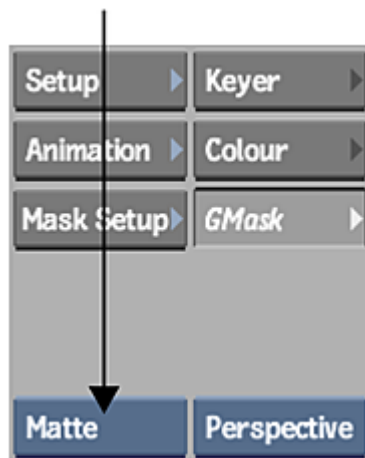 Setup Keyer
Animation Colour
Mask Setup GMask
Matte Perspective